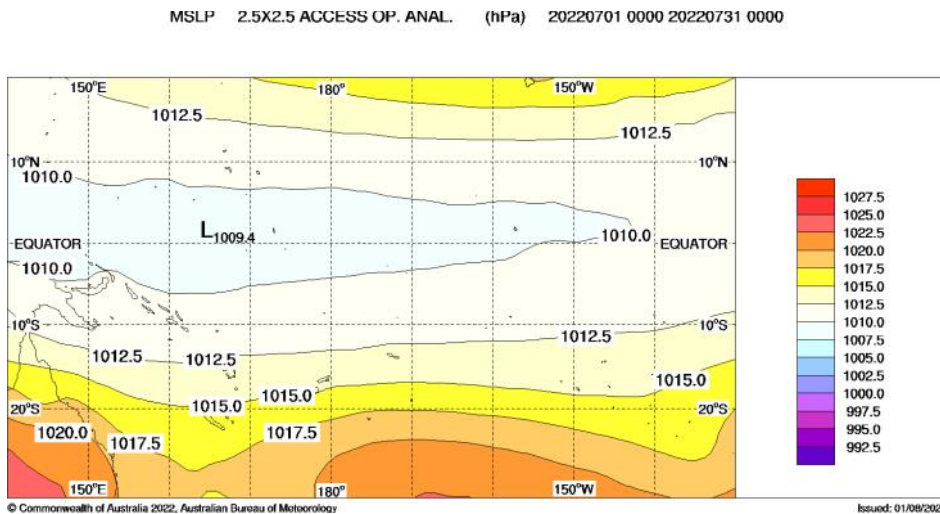 MSLP 2.5X2.5 ACCESS OP. ANAL. (hPa) 20220701 0000 20220731 0000
150°E 180° 150°W
1012.5 1012.5
10°N 10°N
1010.0
L1009.4
EQUATOR 1010.0 EQUATOR
1010.0
10°S 10°S
1012.5 1012.5 1012.5
1015.0 1015.0 1015.0
20°S 20°S
1020.0 1017.5 1017.5
150°E 180° 150°W
1027.5
1025.0
1022.5
1020.0
1017.5
1015.0
1012.5
1010.0
1007.5
1005.0
1002.5
1000.0
997.5
995.0
992.5
© Commonwealth of Australia 2022, Australian Bureau of Meteorology
Issued: 01/08/202